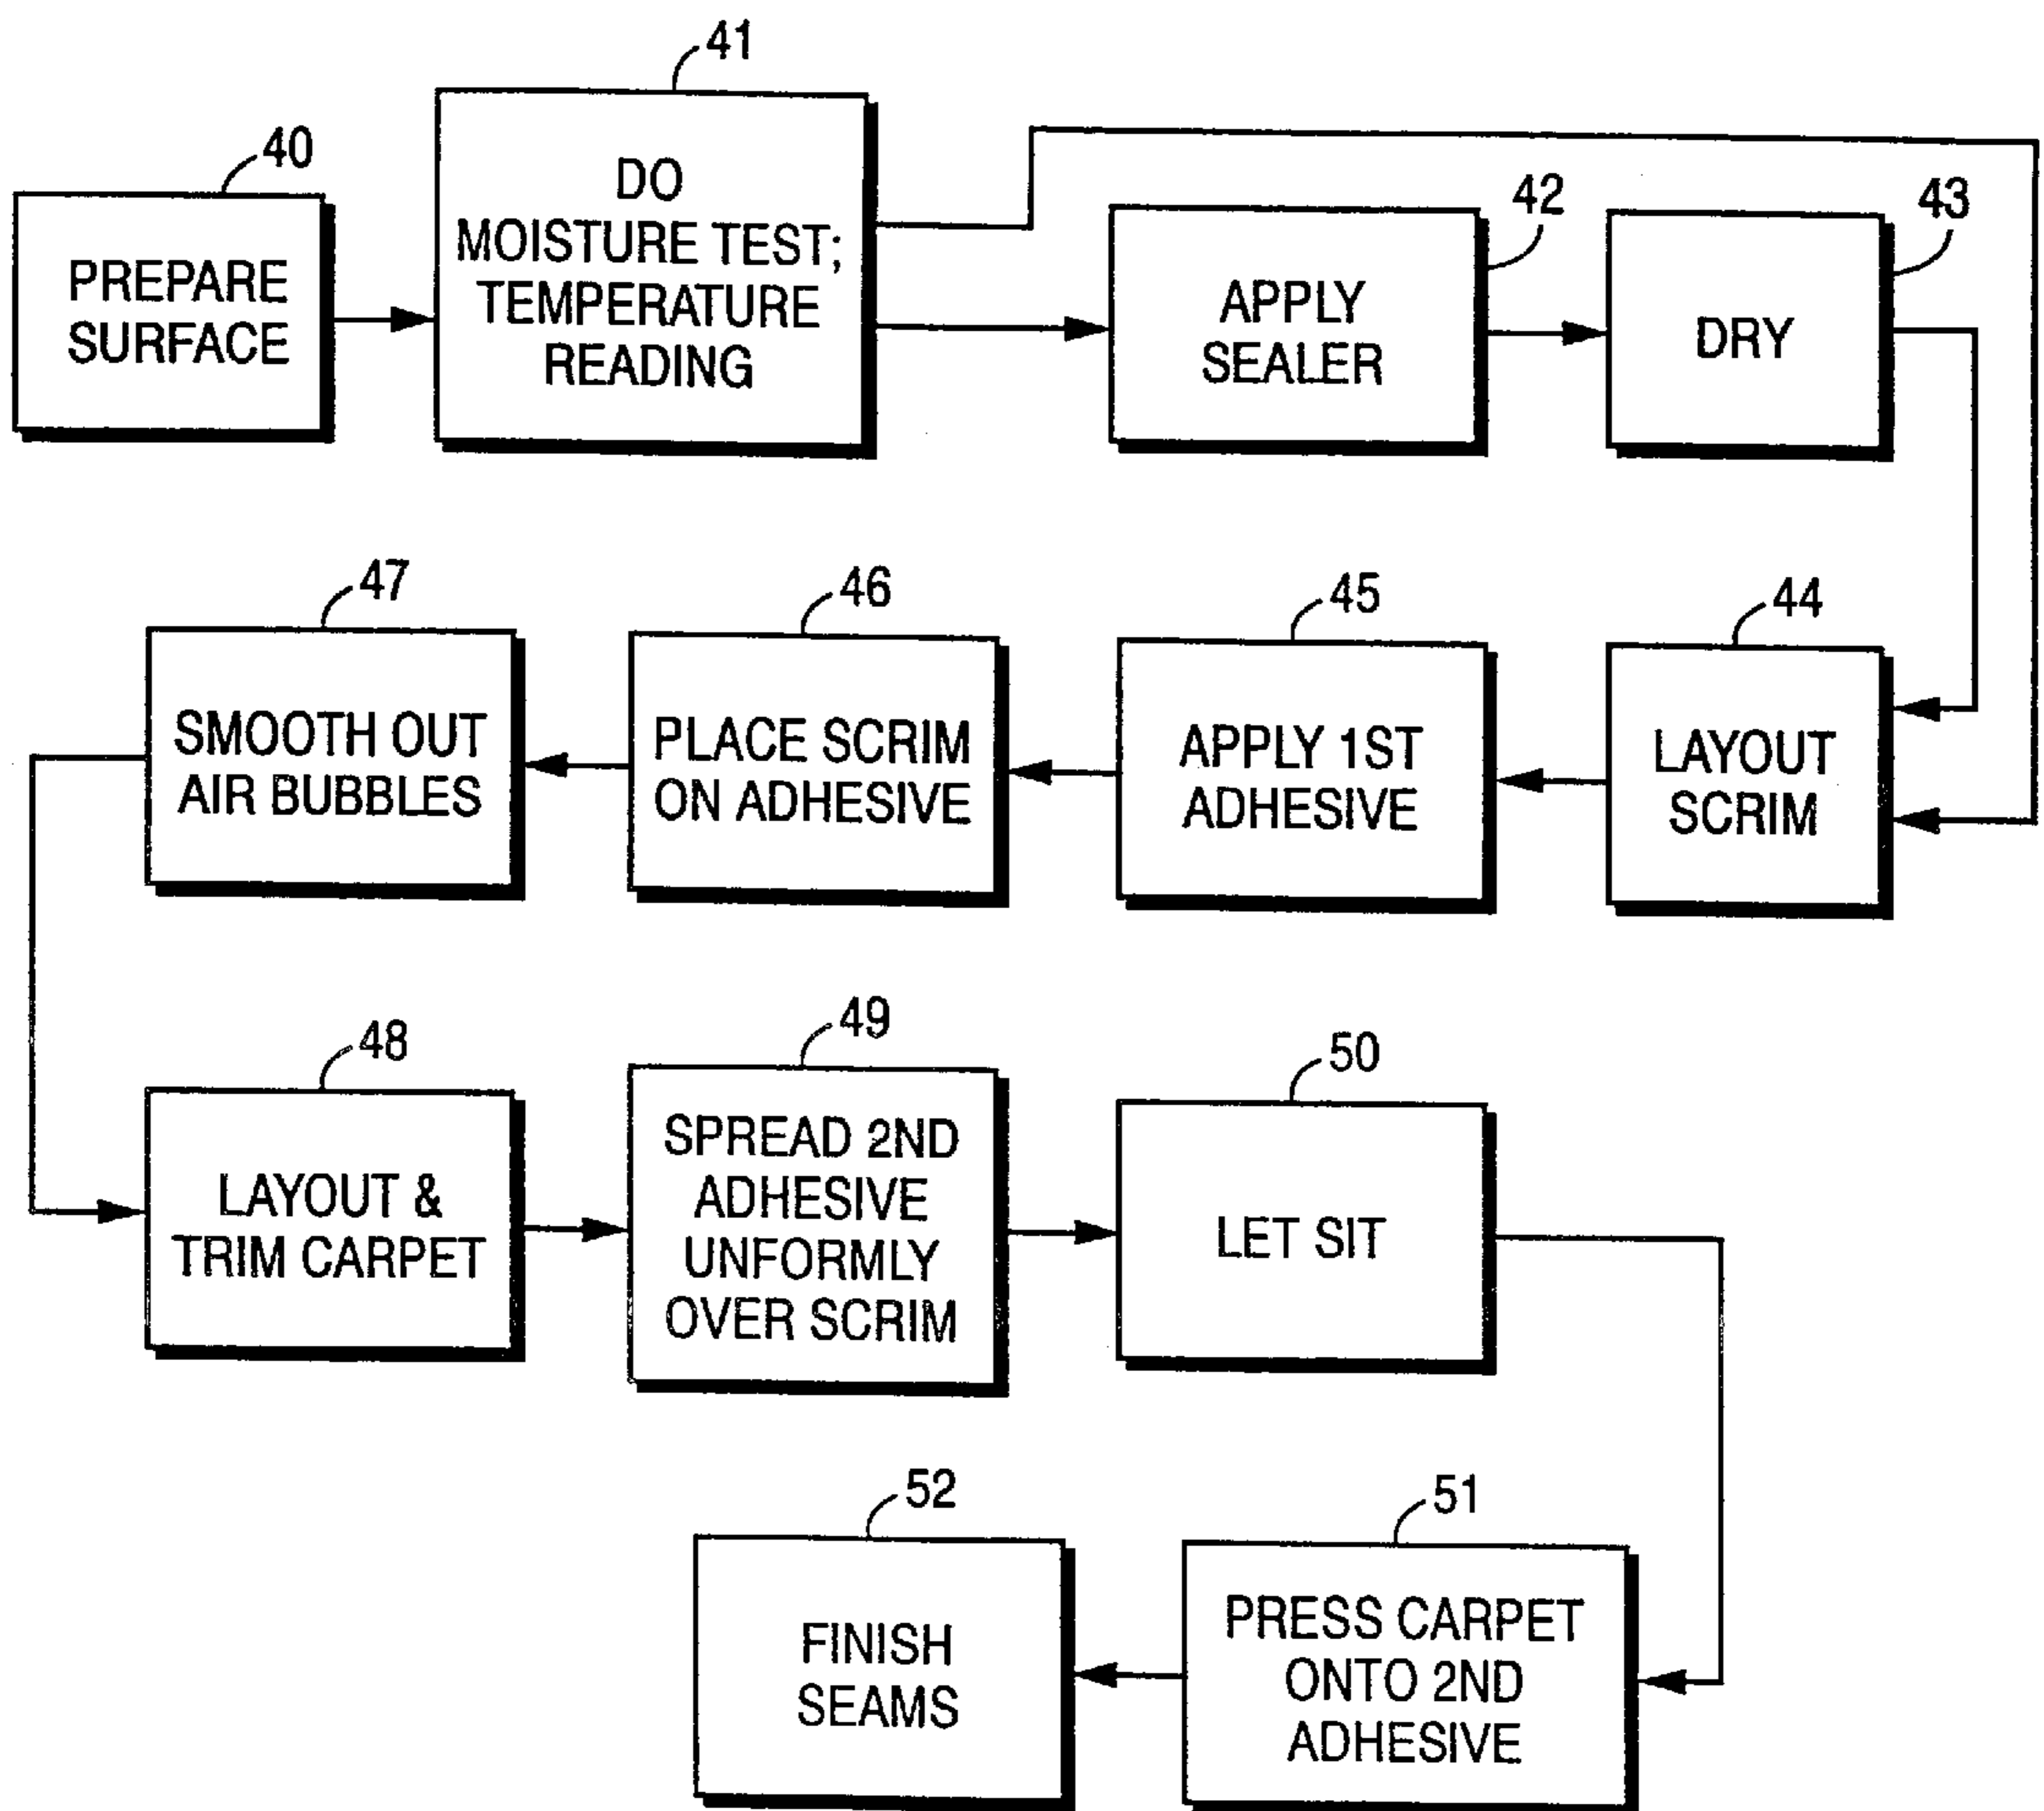 41
40
DO
MOISTURE TEST;
TEMPERATURE
READING
PREPARE
SURFACE
42
APPLY
SEALER
43
DRY
44
LAYOUT
SCRIM
45
APPLY 1ST
ADHESIVE
46
PLACE SCRIM
ON ADHESIVE
47
SMOOTH OUT
AIR BUBBLES
48
LAYOUT &
TRIM CARPET
49
SPREAD 2ND
ADHESIVE
UNFORMLY
OVER SCRIM
50
LET SIT
51
PRESS CARPET
ONTO 2ND
ADHESIVE
52
FINISH
SEAMS